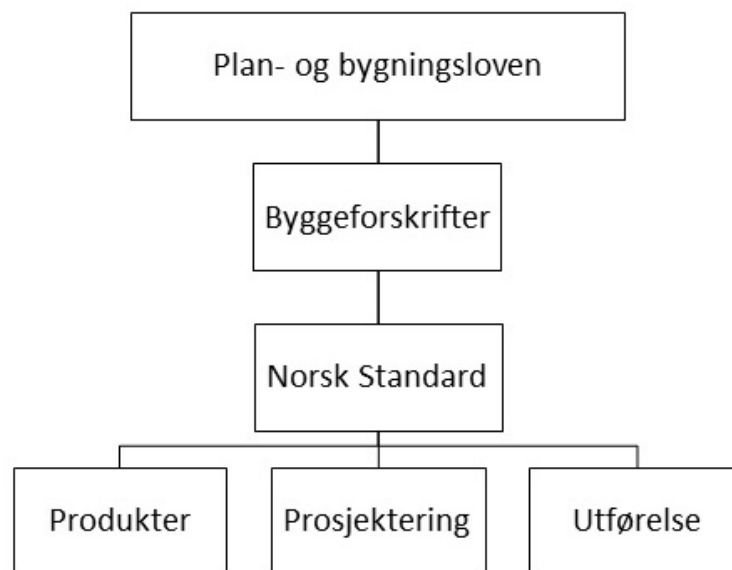 Plan- og bygningsloven
Byggeforskrifter
Norsk Standard
Produkter
Prosjektering
Utførelse